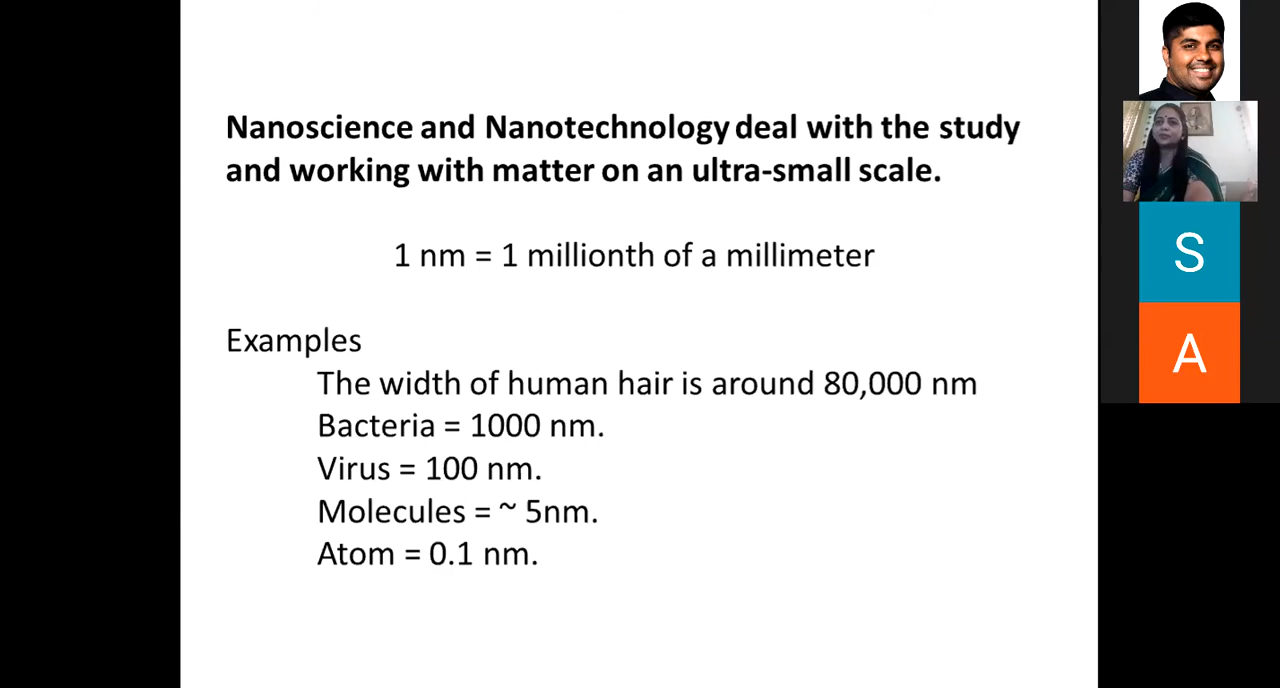 Nanoscience and Nanotechnology deal with the study
and working with matter on an ultra-small scale.
1 nm = 1 millionth of a millimeter
Examples
The width of human hair is around 80,000 nm
Bacteria = 1000 nm.
Virus = 100 nm.
Molecules = ~ 5nm.
Atom = 0.1 nm.
S
A